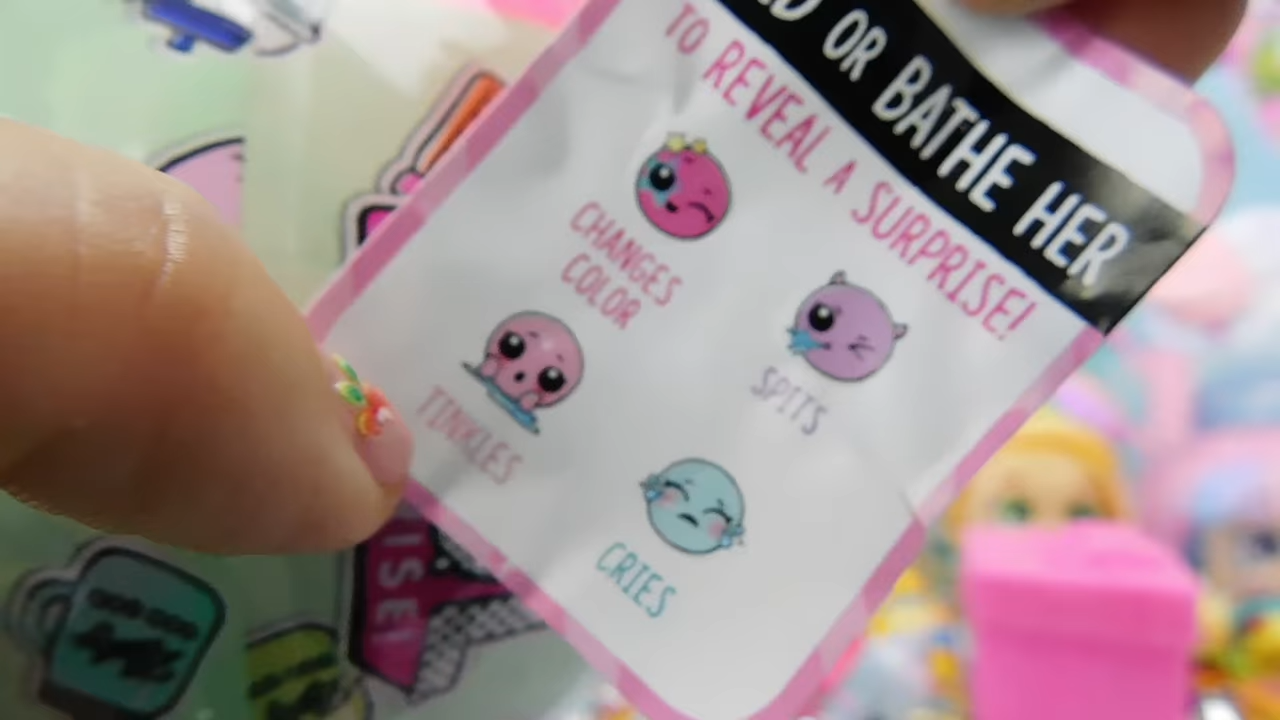 OR BATHE HER
TO REVEAL A SURPRISE!
CHANGES
COLOR
SPITS
TINKLES
CRIES